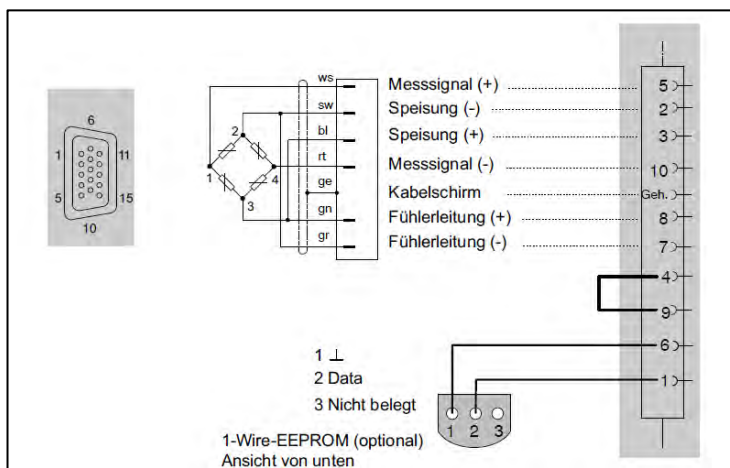 6
1
11
5
15
10
ws
sw
bl
rt
ge
gn
gr
2
1
4
3
Messsignal (+)
Speisung (-)
Speisung (+)
Messsignal (-)
Kabelschirm
Fühlerleitung (+)
Fühlerleitung (-)
5
2
3
10
Geh.
8
7
4
9
6
1
1 ⊥
2 Data
3 Nicht belegt
1 2 3
1-Wire-EEPROM (optional)
Ansicht von unten